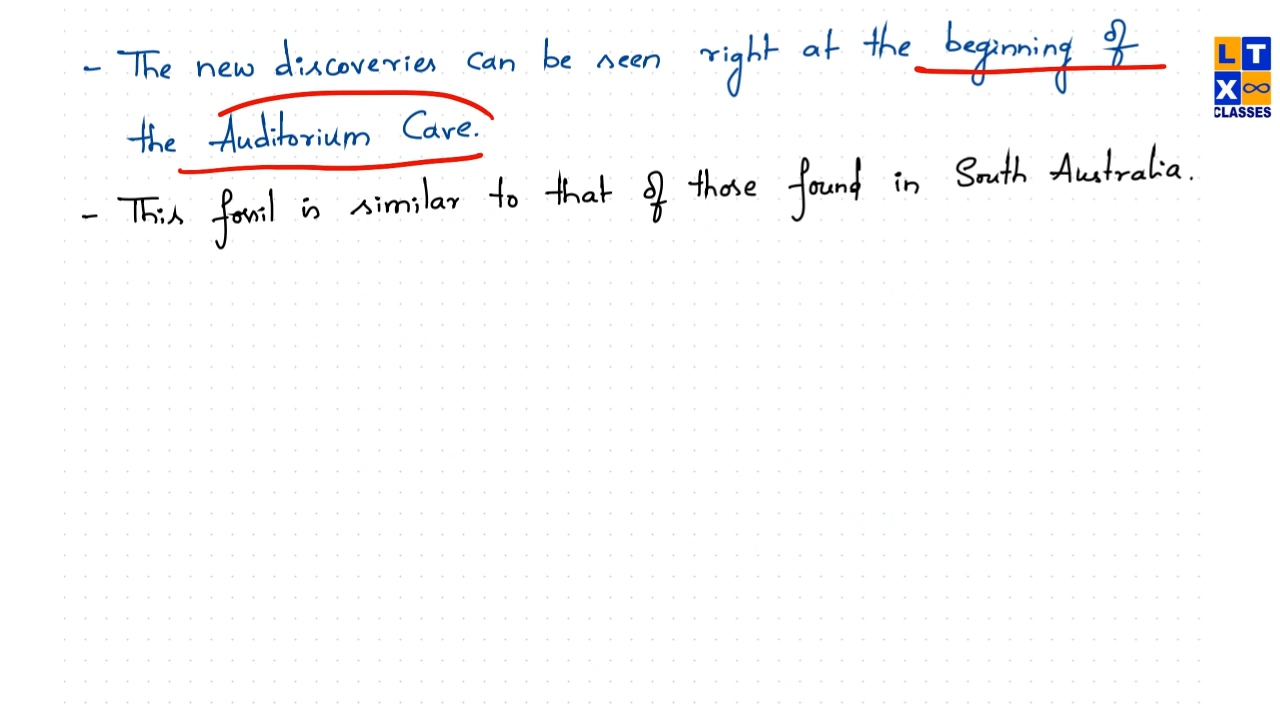 - The new discoveries can be seen right at the beginning of
the Auditorium Cave.
- This fossil is similar to that of those found in South Australia.
LT
X∞
CLASSES